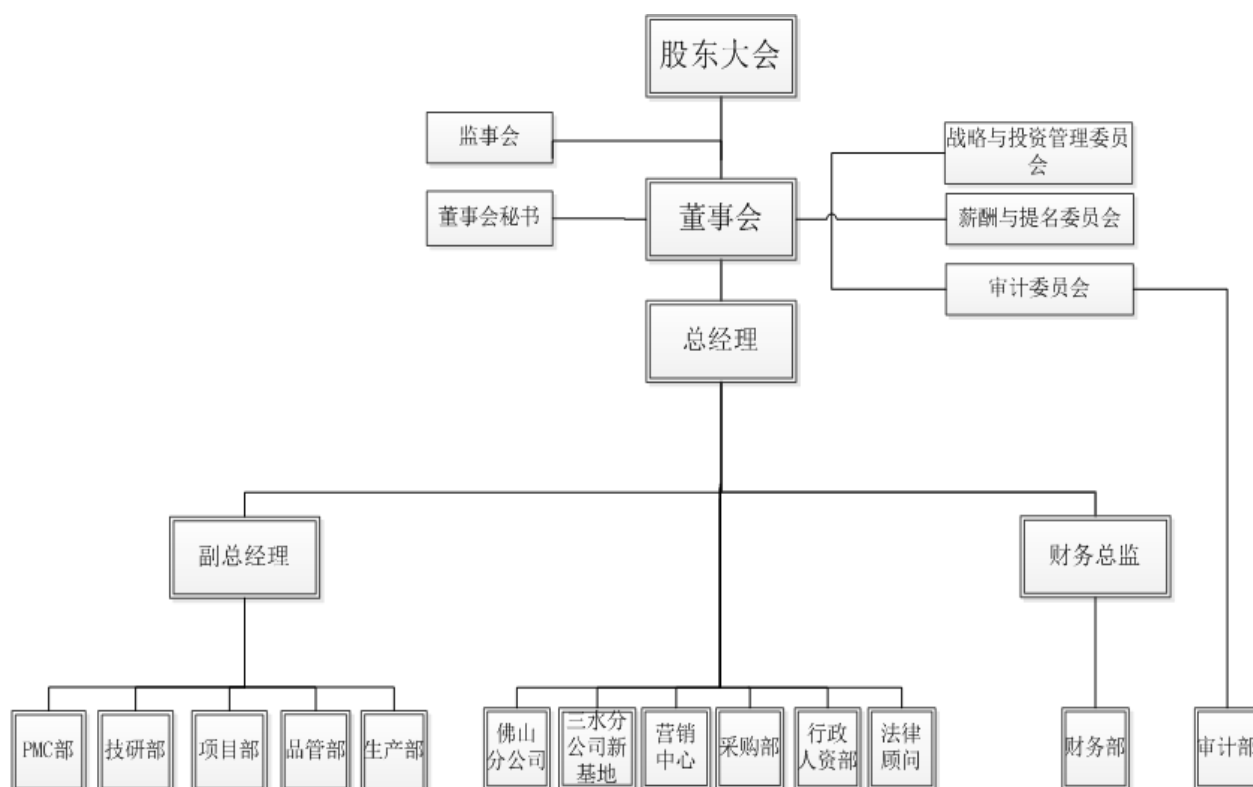 股东大会
监事会
战略与投资管理委员
会
董事会秘书
董事会
薪酬与提名委员会
审计委员会
总经理
副总经理
财务总监
PMC部
技研部
项目部
品管部
生产部
佛山
分公司
三水分
公司新
基地
营销
中心
采购部
行政
人资部
法律
顾问
财务部
审计部